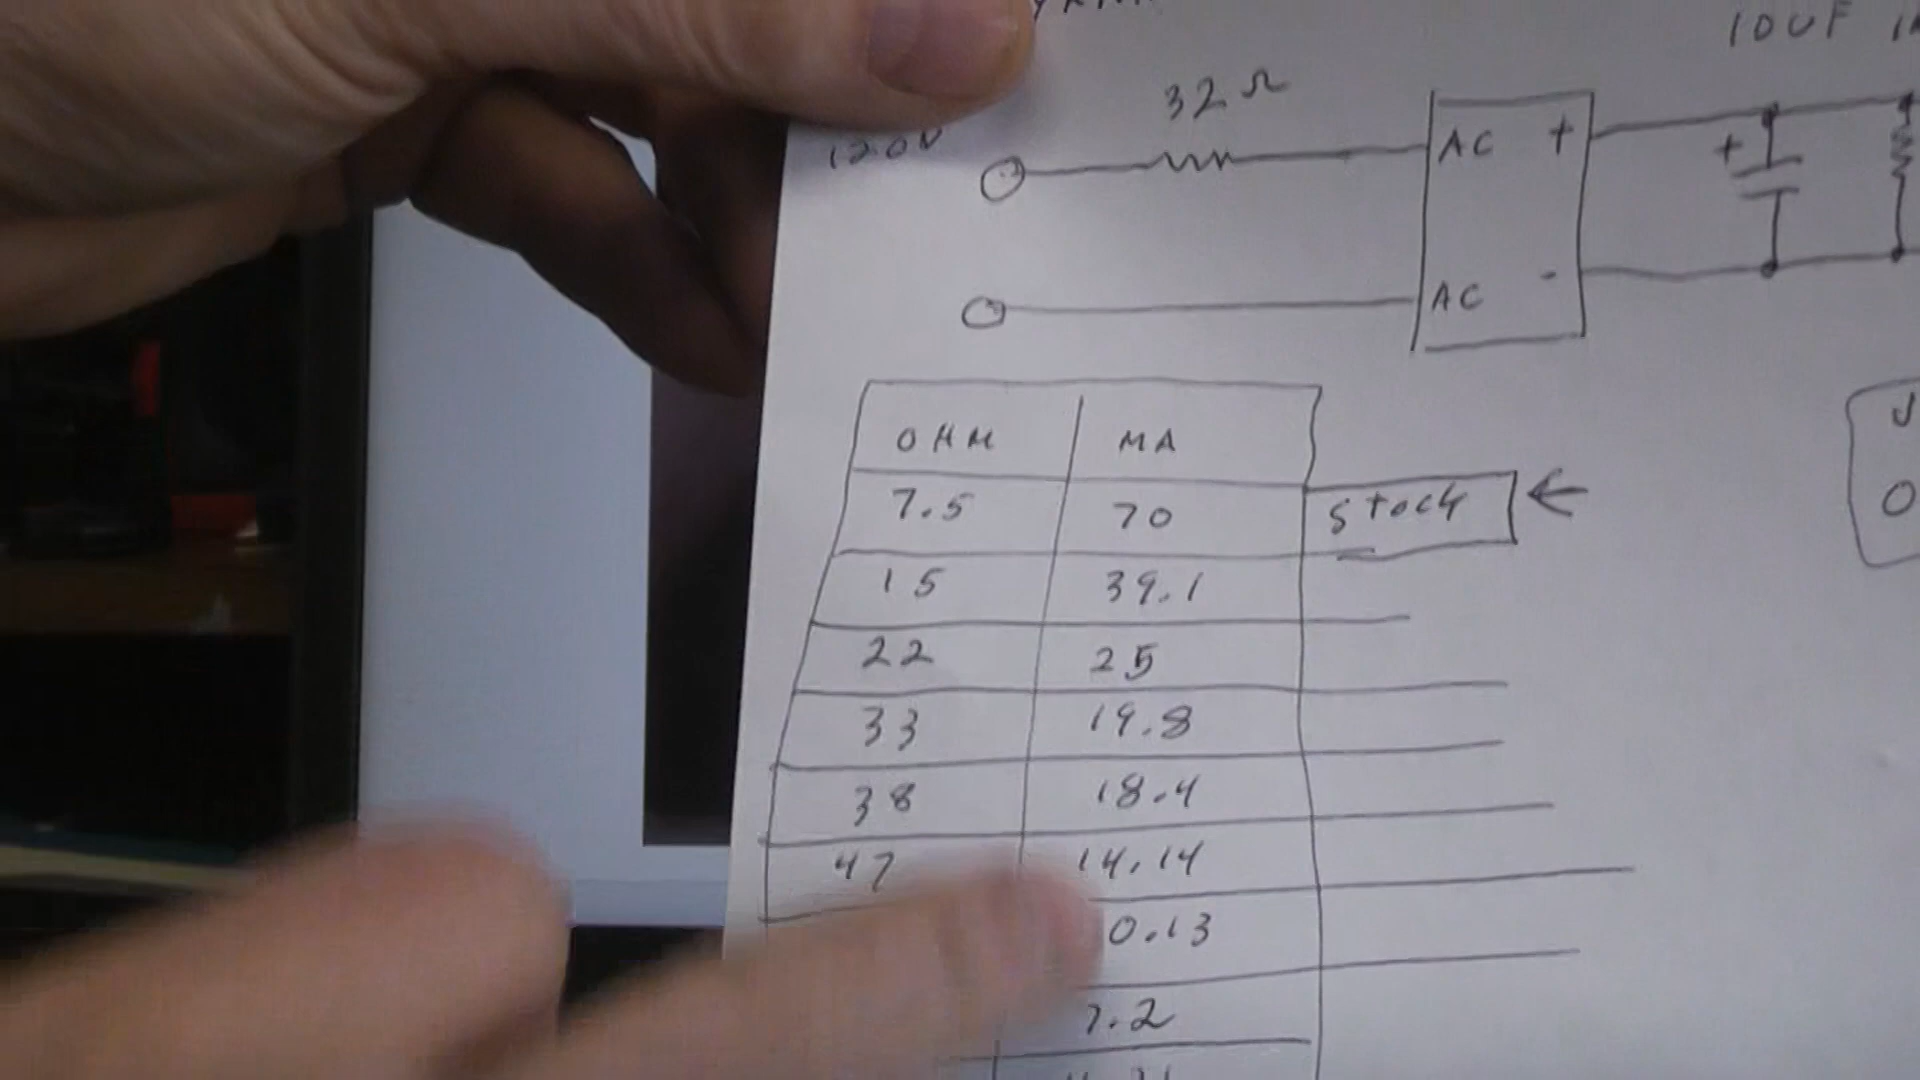 10UF
32Ω
120V
AC +
+
AC -
OHM MA
7.5 70 Stock ←
15 39.1
22 25
33 19.8
38 18.4
47 14.14
0.13
7.2